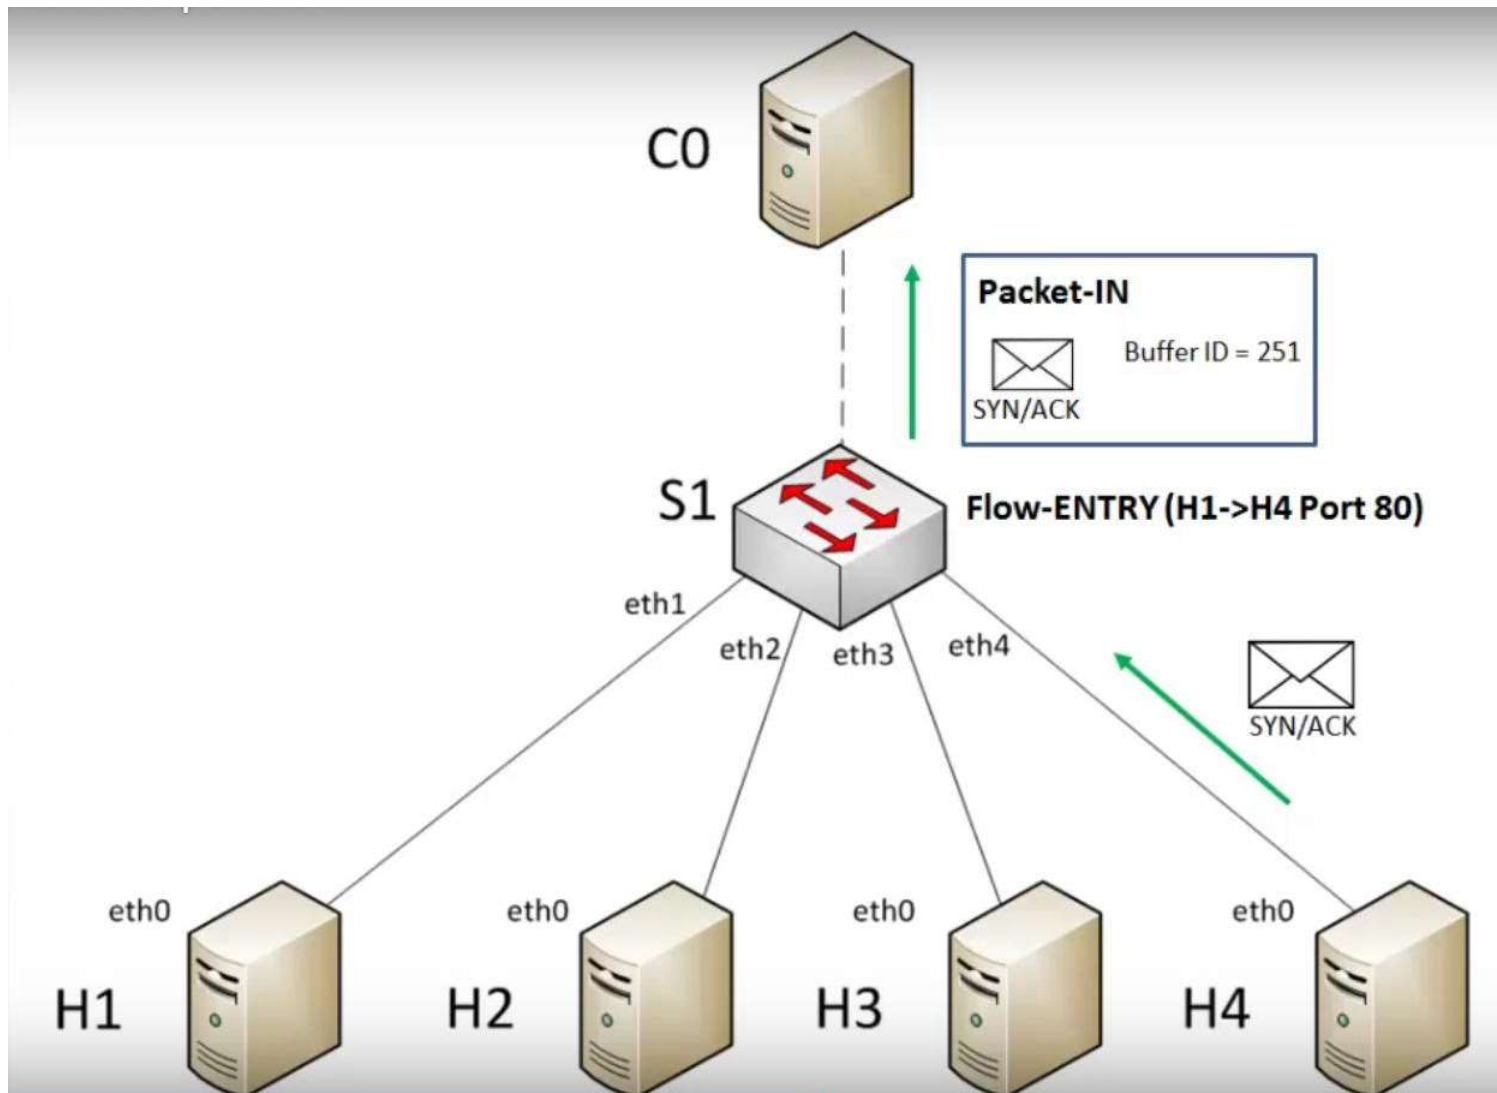 C0
Packet-IN
Buffer ID = 251
SYN/ACK
S1
Flow-ENTRY (H1->H4 Port 80)
eth1
eth2
eth3
eth4
SYN/ACK
eth0
eth0
eth0
eth0
H1
H2
H3
H4